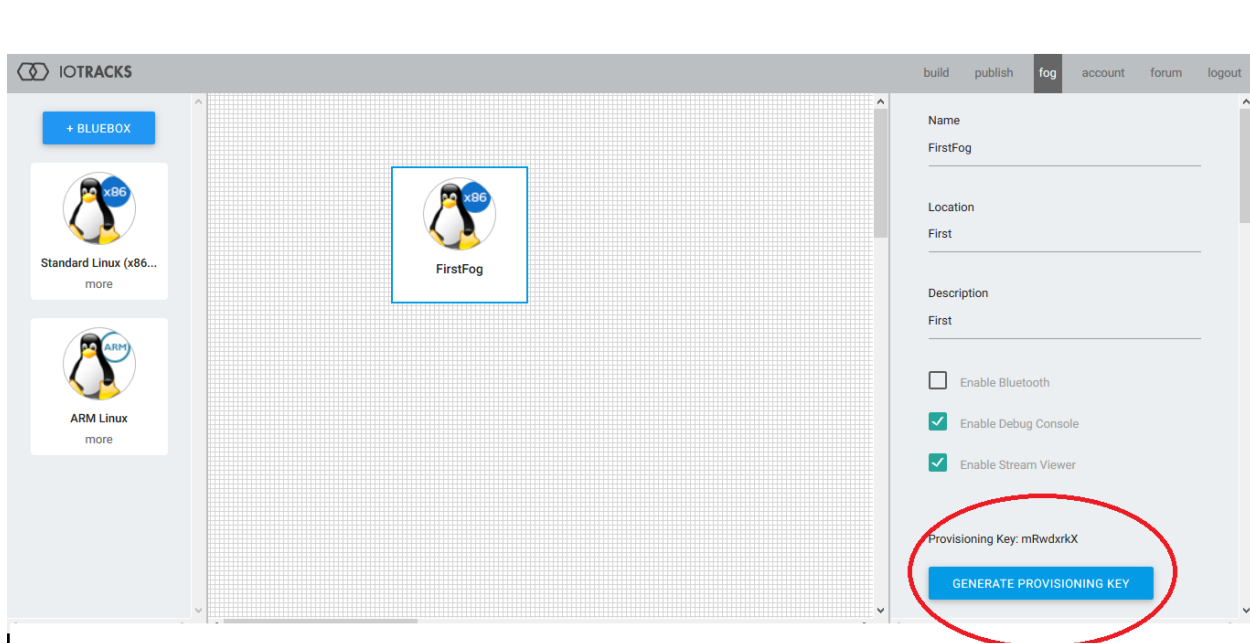 IOTRACKS
build publish fog account forum logout
+ BLUEBOX
x86
Standard Linux (x86...
more
ARM
ARM Linux
more
x86
FirstFog
Name
FirstFog
Location
First
Description
First
Enable Bluetooth
Enable Debug Console
Enable Stream Viewer
Provisioning Key: mRwdxrkX
GENERATE PROVISIONING KEY